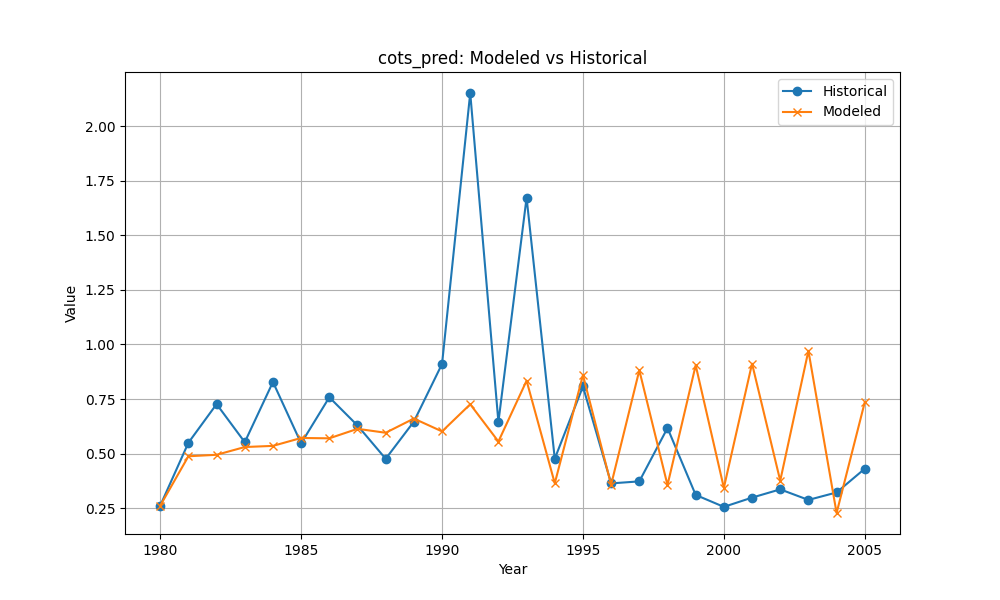 cots_pred: Modeled vs Historical
Historical
Modeled
Value
2.00
1.75
1.50
1.25
1.00
0.75
0.50
0.25
1980 1985 1990 1995 2000 2005
Year